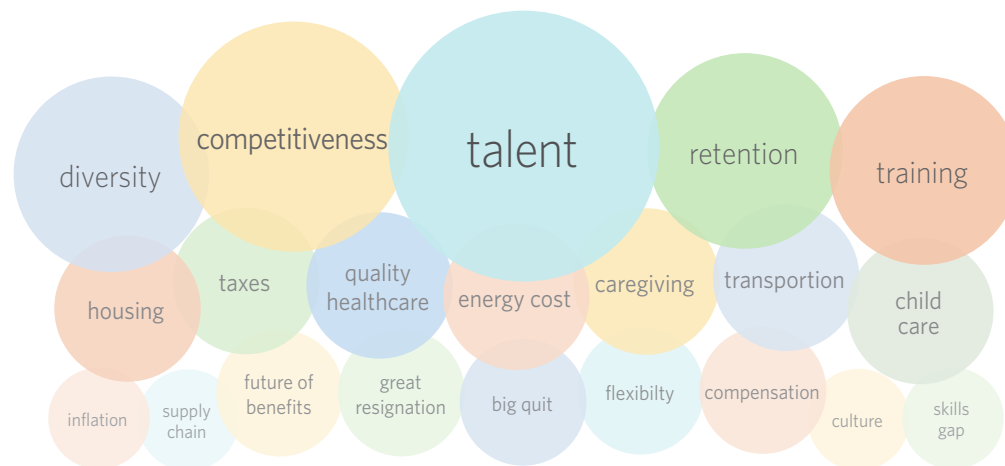 diversity
competitiveness
talent
retention
training
housing
taxes
quality
healthcare
energy cost
caregiving
transportion
child
care
inflation
supply
chain
future of
benefits
great
resignation
big quit
flexibilty
compensation
culture
skills
gap